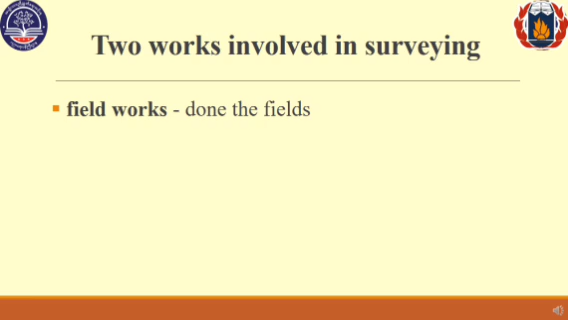 Two works involved in surveying
field works - done the fields